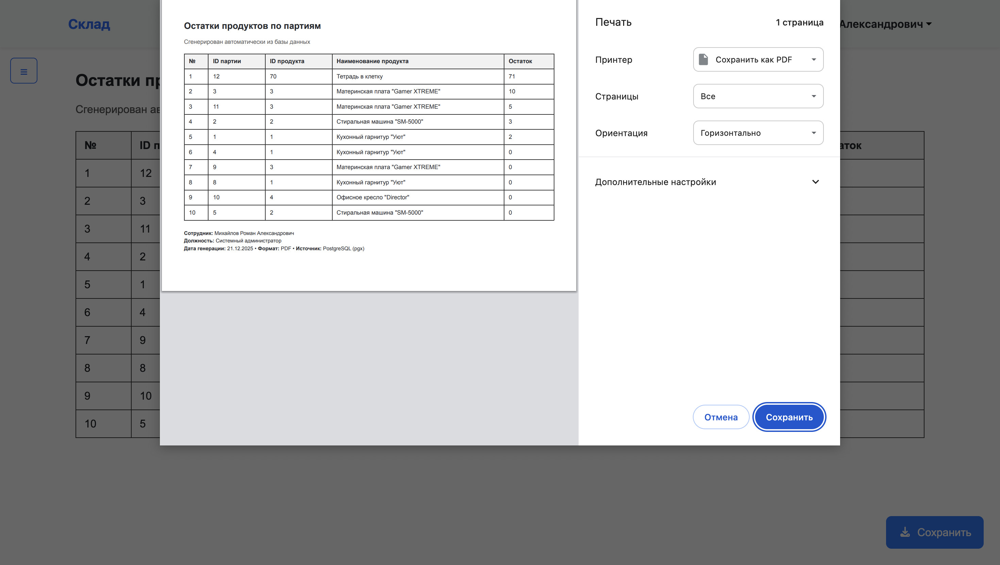 Склад
Александрович
Остатки пр
Сгенерирован ав
№ ID п аток
1 12
2 3
3 11
4 2
5 1
6 4
7 9
8 8
9 10
10 5
Сохранить
Остатки продуктов по партиям
Сгенерирован автоматически из базы данных
№ ID партии ID продукта Наименование продукта Остаток
1 12 70 Тетрадь в клетку 71
2 3 3 Материнская плата "Gamer XTREME" 10
3 11 3 Материнская плата "Gamer XTREME" 5
4 2 2 Стиральная машина "SM-5000" 3
5 1 1 Кухонный гарнитур "Уют" 2
6 4 1 Кухонный гарнитур "Уют" 0
7 9 3 Материнская плата "Gamer XTREME" 0
8 8 1 Кухонный гарнитур "Уют" 0
9 10 4 Офисное кресло "Director" 0
10 5 2 Стиральная машина "SM-5000" 0
Сотрудник: Михайлов Роман Александрович
Должность: Системный администратор
Дата генерации: 21.12.2025 • Формат: PDF • Источник: PostgreSQL (pgx)
Печать 1 страница
Принтер Сохранить как PDF
Страницы Все
Ориентация Горизонтально
Дополнительные настройки
Отмена Сохранить